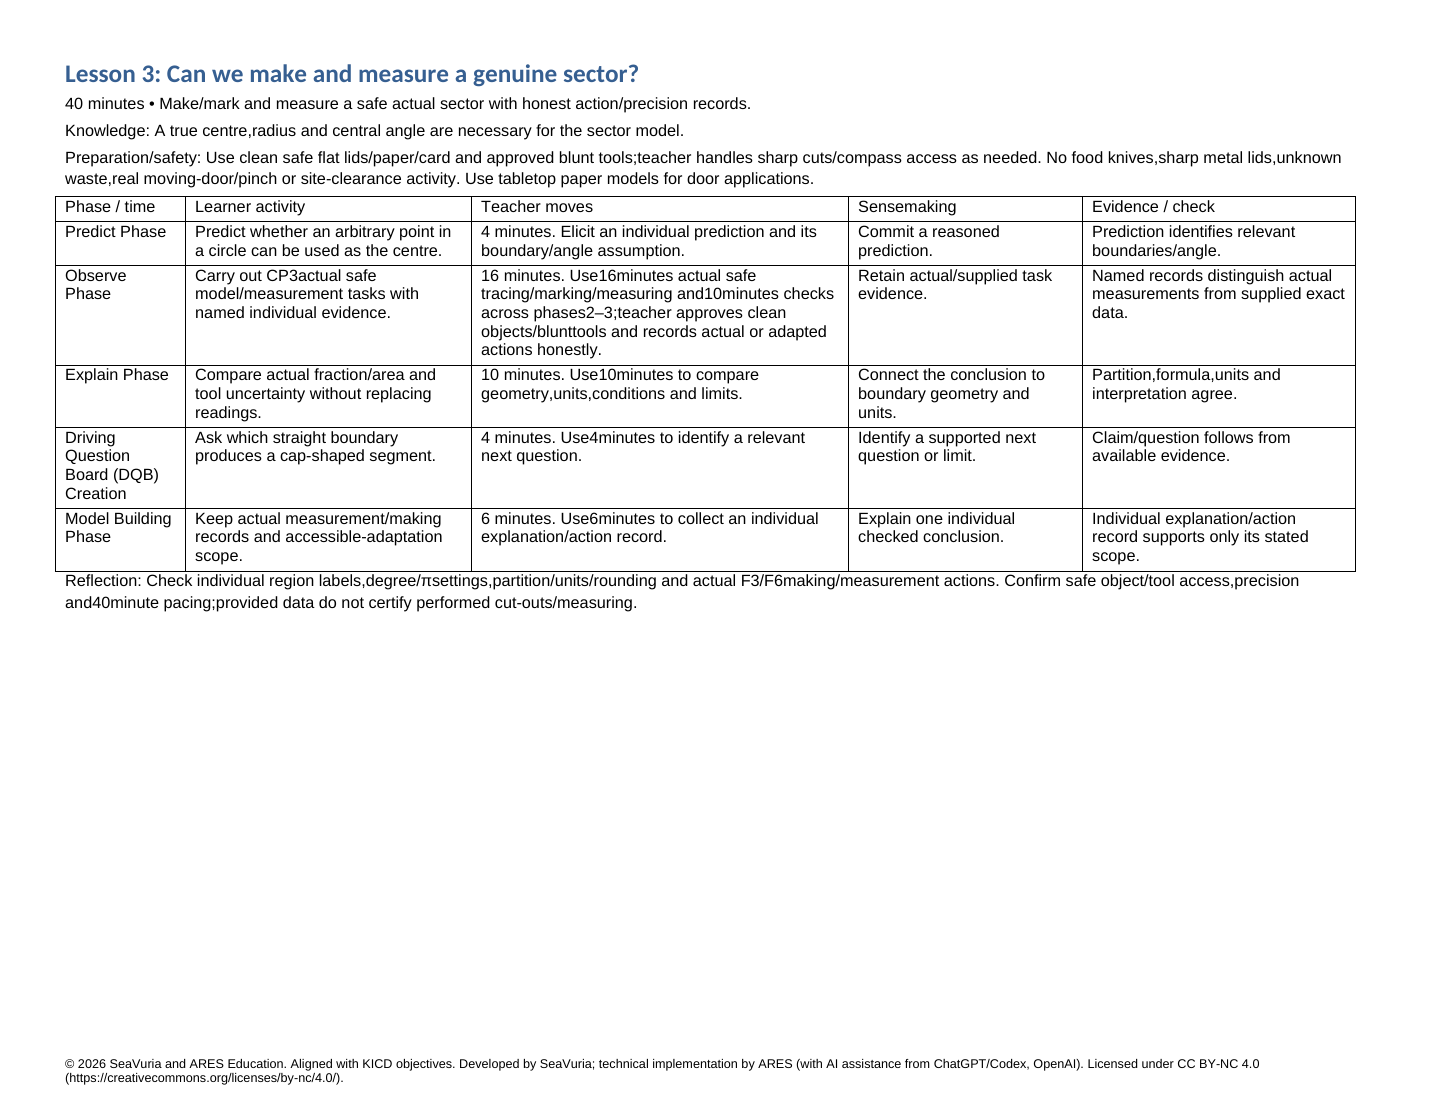 Lesson 3: Can we make and measure a genuine sector?
40 minutes • Make/mark and measure a safe actual sector with honest action/precision records.
Knowledge: A true centre,radius and central angle are necessary for the sector model.
Preparation/safety: Use clean safe flat lids/paper/card and approved blunt tools;teacher handles sharp cuts/compass access as needed. No food knives,sharp metal lids,unknown
waste,real moving-door/pinch or site-clearance activity. Use tabletop paper models for door applications.
Phase / time
Learner activity
Teacher moves
Sensemaking
Evidence / check
Predict Phase
Predict whether an arbitrary point in
a circle can be used as the centre.
4 minutes. Elicit an individual prediction and its
boundary/angle assumption.
Commit a reasoned
prediction.
Prediction identifies relevant
boundaries/angle.
Observe
Phase
Carry out CP3actual safe
model/measurement tasks with
named individual evidence.
16 minutes. Use16minutes actual safe
tracing/marking/measuring and10minutes checks
across phases2–3;teacher approves clean
objects/blunttools and records actual or adapted
actions honestly.
Retain actual/supplied task
evidence.
Named records distinguish actual
measurements from supplied exact
data.
Explain Phase
Compare actual fraction/area and
tool uncertainty without replacing
readings.
10 minutes. Use10minutes to compare
geometry,units,conditions and limits.
Connect the conclusion to
boundary geometry and
units.
Partition,formula,units and
interpretation agree.
Driving
Question
Board (DQB)
Creation
Ask which straight boundary
produces a cap-shaped segment.
4 minutes. Use4minutes to identify a relevant
next question.
Identify a supported next
question or limit.
Claim/question follows from
available evidence.
Model Building
Phase
Keep actual measurement/making
records and accessible-adaptation
scope.
6 minutes. Use6minutes to collect an individual
explanation/action record.
Explain one individual
checked conclusion.
Individual explanation/action
record supports only its stated
scope.
Reflection: Check individual region labels,degree/πsettings,partition/units/rounding and actual F3/F6making/measurement actions. Confirm safe object/tool access,precision
and40minute pacing;provided data do not certify performed cut-outs/measuring.
© 2026 SeaVuria and ARES Education. Aligned with KICD objectives. Developed by SeaVuria; technical implementation by ARES (with AI assistance from ChatGPT/Codex, OpenAI). Licensed under CC BY-NC 4.0
(https://creativecommons.org/licenses/by-nc/4.0/).